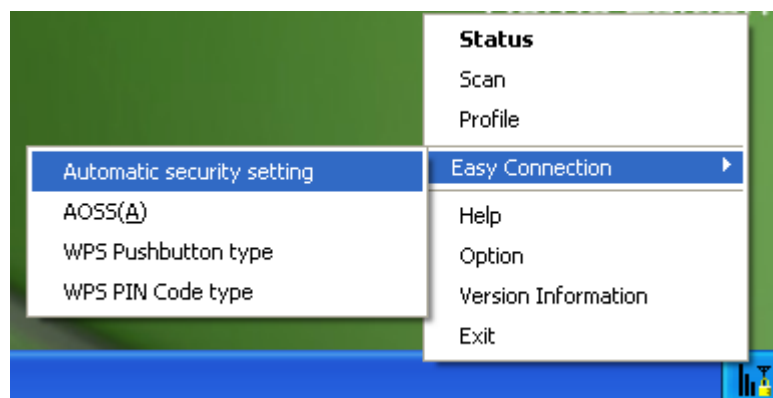 Status
Scan
Profile
Easy Connection
Automatic security setting
AOSS(A)
WPS Pushbutton type
WPS PIN Code type
Help
Option
Version Information
Exit